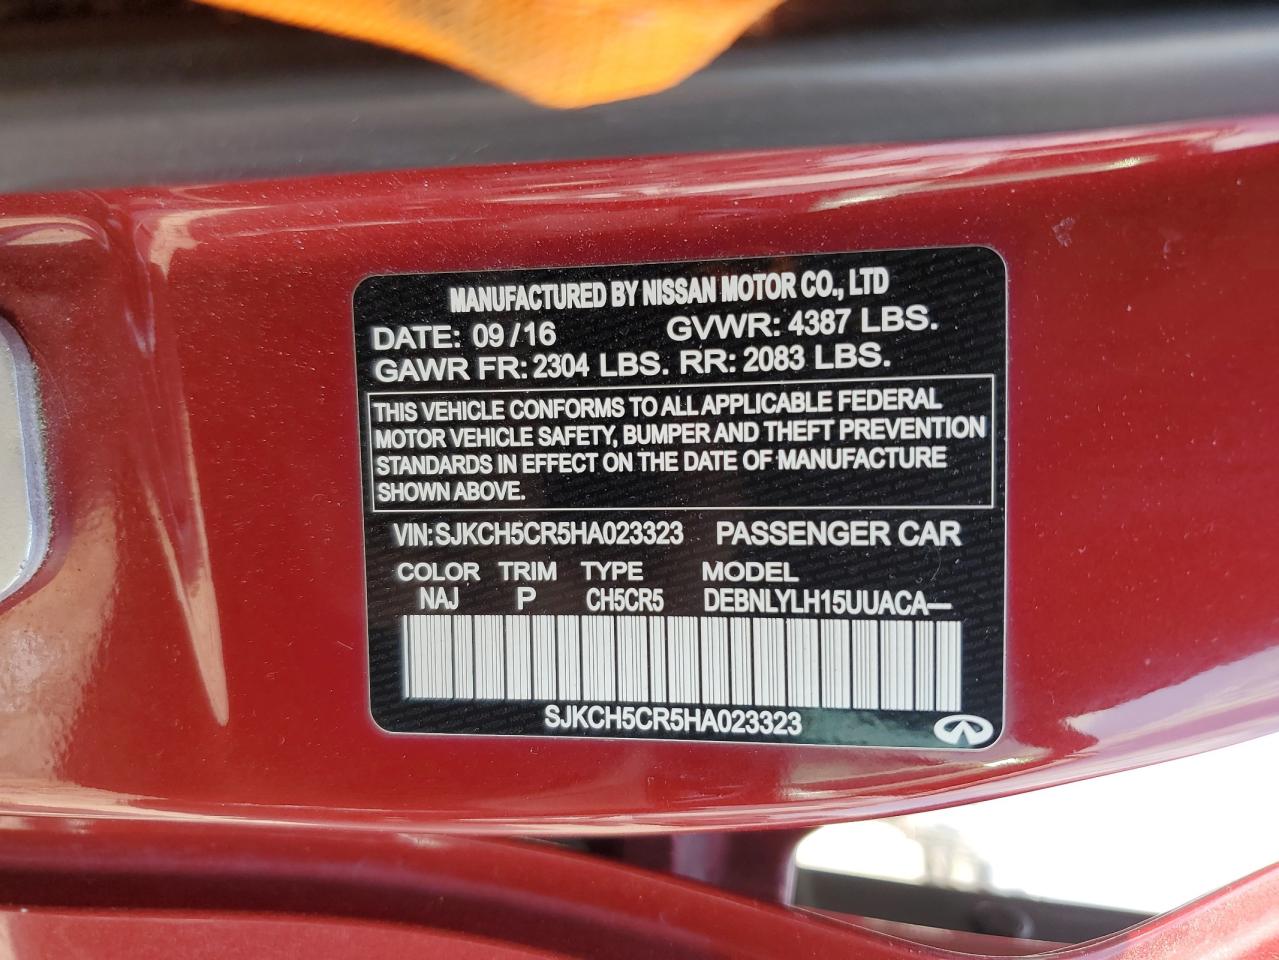 MANUFACTURED BY NISSAN MOTOR CO., LTD
DATE: 09/16 GVWR: 4387 LBS.
GAWR FR: 2304 LBS. RR: 2083 LBS.
THIS VEHICLE CONFORMS TO ALL APPLICABLE FEDERAL
MOTOR VEHICLE SAFETY, BUMPER AND THEFT PREVENTION
STANDARDS IN EFFECT ON THE DATE OF MANUFACTURE
SHOWN ABOVE.
VIN: SJKCH5CR5HA023323 PASSENGER CAR
COLOR TRIM TYPE MODEL
NAJ P CH5CR5 DEBNLYLH15UUACA—
SJKCH5CR5HA023323